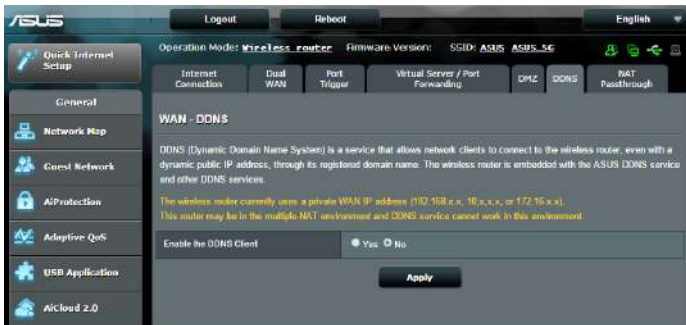 ASUS
Logout
Reboot
English
Quick Internet Setup
Operation Mode: Wireless router Firmware Version: SSID: ASUS ASUS_5G
Internet Connection
Dual WAN
Port Trigger
Virtual Server / Port Forwarding
DMZ
DDNS
NAT Passthrough
General
Network Map
Guest Network
AiProtection
Adaptive QoS
USB Application
AiCloud 2.0
WAN - DDNS
DDNS (Dynamic Domain Name System) is a service that allows network clients to connect to the wireless router, even with a
dynamic public IP address, through its registered domain name. The wireless router is embedded with the ASUS DDNS service
and other DDNS services.
The wireless router currently uses a private WAN IP address (192.168.x.x, 10,x,x,x, or 172.16.x.x).
This router may be in the multiple-NAT environment and DDNS service cannot work in this environment.
Enable the DDNS Client
Yes No
Apply